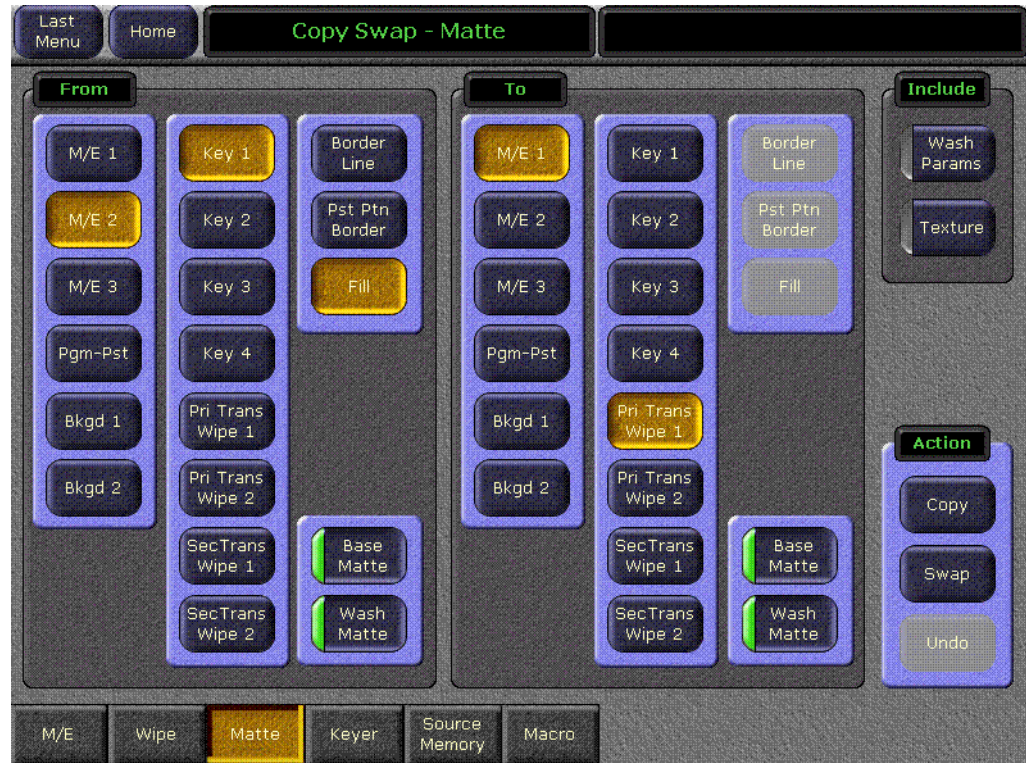 Last
Menu
Home
Copy Swap - Matte
From
M/E 1
M/E 2
M/E 3
Pgm-Pst
Bkgd 1
Bkgd 2
Key 1
Key 2
Key 3
Key 4
Pri Trans
Wipe 1
Pri Trans
Wipe 2
SecTrans
Wipe 1
SecTrans
Wipe 2
Border
Line
Pst Ptn
Border
Fill
Base
Matte
Wash
Matte
To
M/E 1
M/E 2
M/E 3
Pgm-Pst
Bkgd 1
Bkgd 2
Key 1
Key 2
Key 3
Key 4
Pri Trans
Wipe 1
Pri Trans
Wipe 2
SecTrans
Wipe 1
SecTrans
Wipe 2
Border
Line
Pst Ptn
Border
Fill
Base
Matte
Wash
Matte
Include
Wash
Params
Texture
Action
Copy
Swap
Undo
M/E
Wipe
Matte
Keyer
Source
Memory
Macro